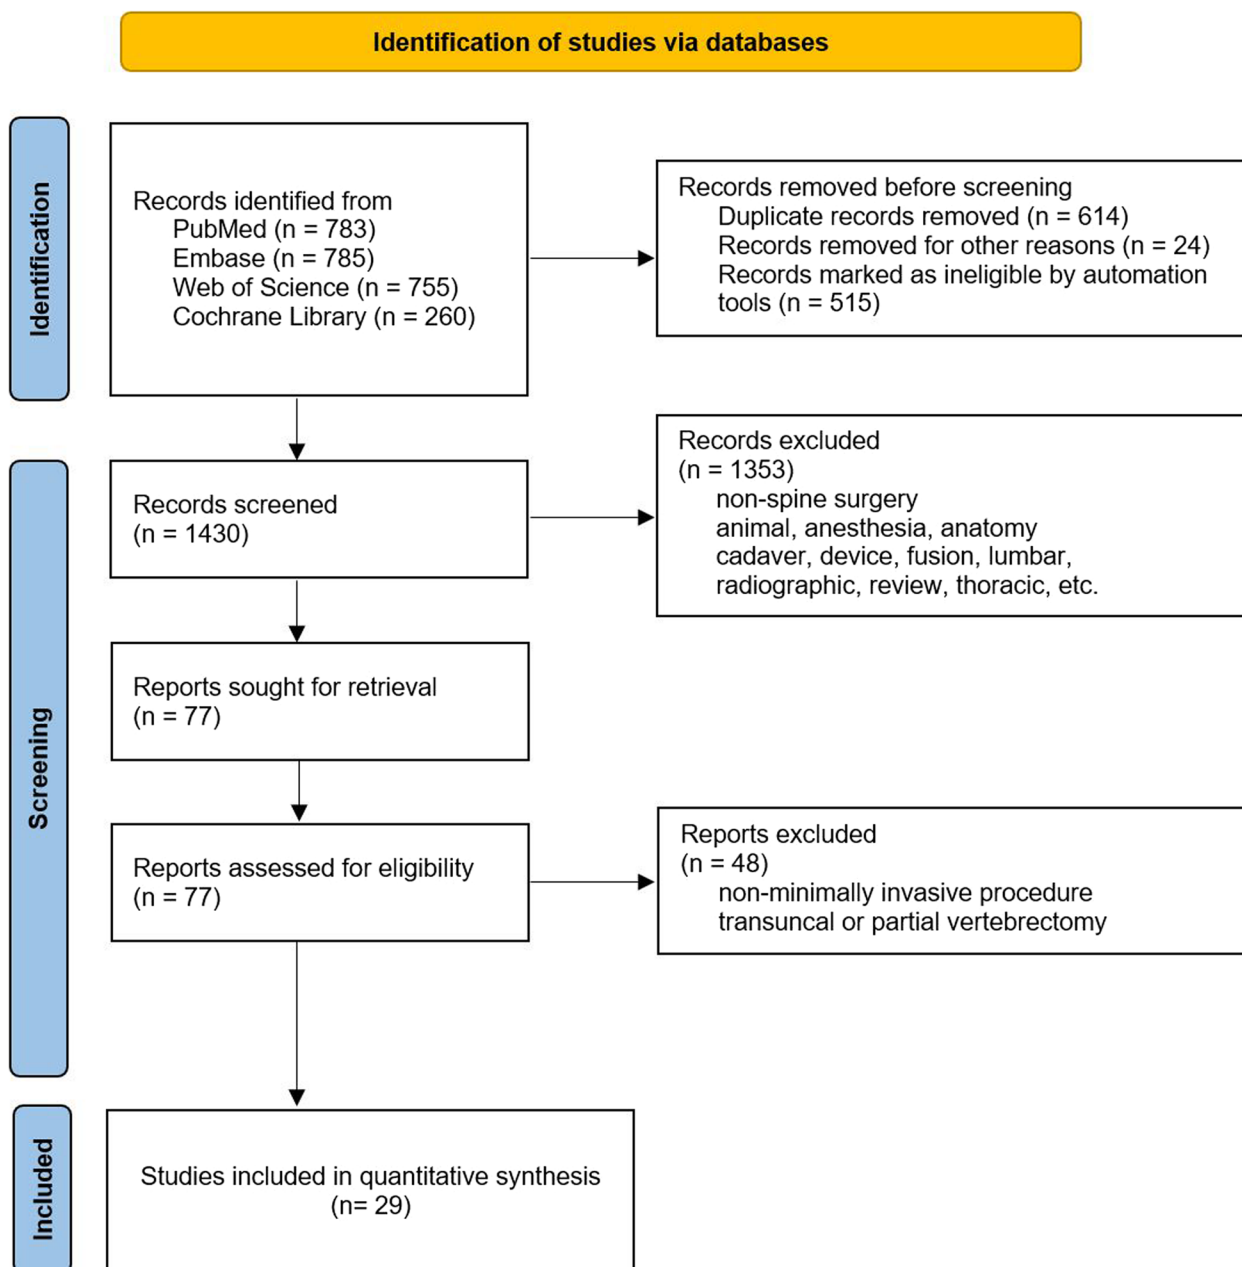 Identification of studies via databases
Identification
Records identified from
PubMed (n = 783)
Embase (n = 785)
Web of Science (n = 755)
Cochrane Library (n = 260)
Records removed before screening
Duplicate records removed (n = 614)
Records removed for other reasons (n = 24)
Records marked as ineligible by automation
tools (n = 515)
Screening
Records screened
(n = 1430)
Records excluded
(n = 1353)
non-spine surgery
animal, anesthesia, anatomy
cadaver, device, fusion, lumbar,
radiographic, review, thoracic, etc.
Reports sought for retrieval
(n = 77)
Reports assessed for eligibility
(n = 77)
Reports excluded
(n = 48)
non-minimally invasive procedure
transuncal or partial vertebrectomy
Included
Studies included in quantitative synthesis
(n= 29)